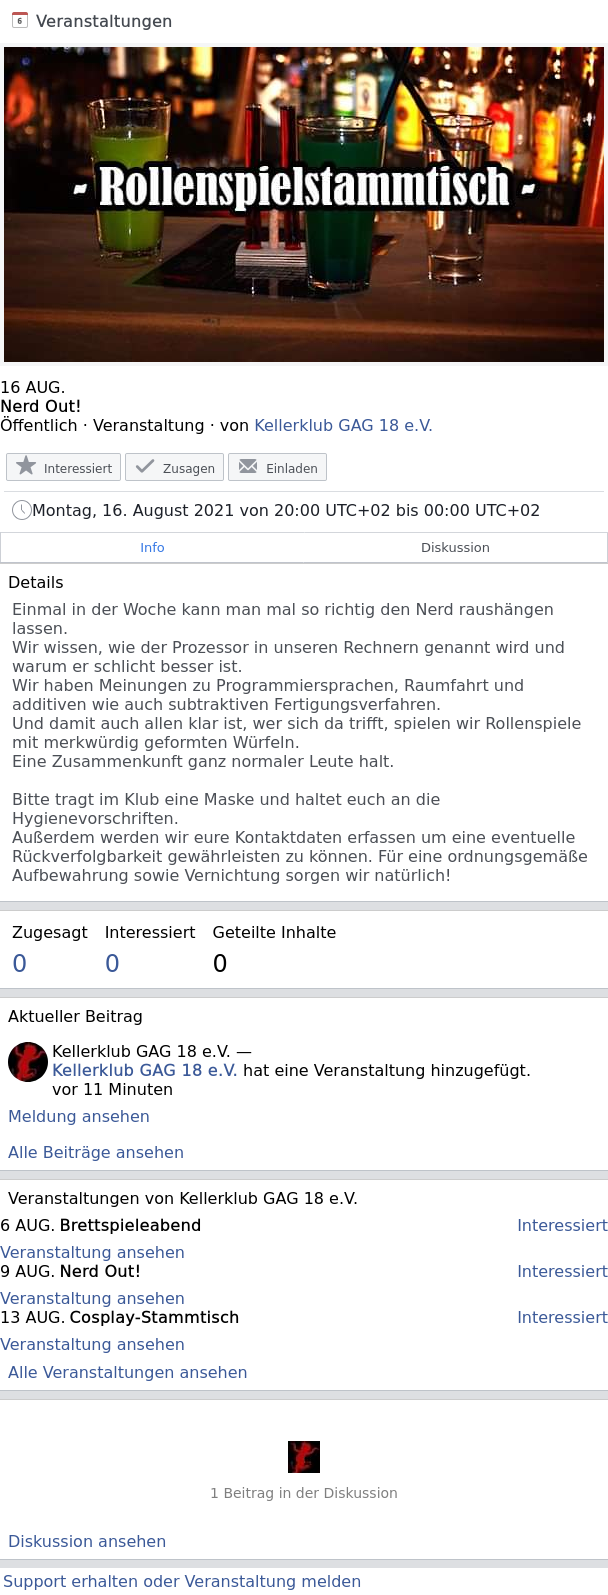 6 Veranstaltungen
- Rollenspielstammtisch -
16 AUG.
Nerd Out!
Öffentlich · Veranstaltung · von Kellerklub GAG 18 e.V.
Interessiert Zusagen Einladen
Montag, 16. August 2021 von 20:00 UTC+02 bis 00:00 UTC+02
Info Diskussion
Details
Einmal in der Woche kann man mal so richtig den Nerd raushängen
lassen.
Wir wissen, wie der Prozessor in unseren Rechnern genannt wird und
warum er schlicht besser ist.
Wir haben Meinungen zu Programmiersprachen, Raumfahrt und
additiven wie auch subtraktiven Fertigungsverfahren.
Und damit auch allen klar ist, wer sich da trifft, spielen wir Rollenspiele
mit merkwürdig geformten Würfeln.
Eine Zusammenkunft ganz normaler Leute halt.
Bitte tragt im Klub eine Maske und haltet euch an die
Hygienevorschriften.
Außerdem werden wir eure Kontaktdaten erfassen um eine eventuelle
Rückverfolgbarkeit gewährleisten zu können. Für eine ordnungsgemäße
Aufbewahrung sowie Vernichtung sorgen wir natürlich!
Zugesagt Interessiert Geteilte Inhalte
0 0 0
Aktueller Beitrag
Kellerklub GAG 18 e.V. —
Kellerklub GAG 18 e.V. hat eine Veranstaltung hinzugefügt.
vor 11 Minuten
Meldung ansehen
Alle Beiträge ansehen
Veranstaltungen von Kellerklub GAG 18 e.V.
6 AUG. Brettspieleabend Interessiert
Veranstaltung ansehen
9 AUG. Nerd Out! Interessiert
Veranstaltung ansehen
13 AUG. Cosplay-Stammtisch Interessiert
Veranstaltung ansehen
Alle Veranstaltungen ansehen
1 Beitrag in der Diskussion
Diskussion ansehen
Support erhalten oder Veranstaltung melden